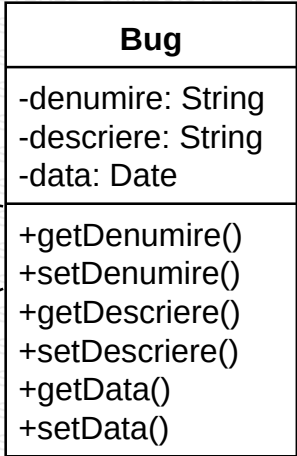 Bug
-denumire: String
-descriere: String
-data: Date
+getDenumire()
+setDenumire()
+getDescriere()
+setDescriere()
+getData()
+setData()